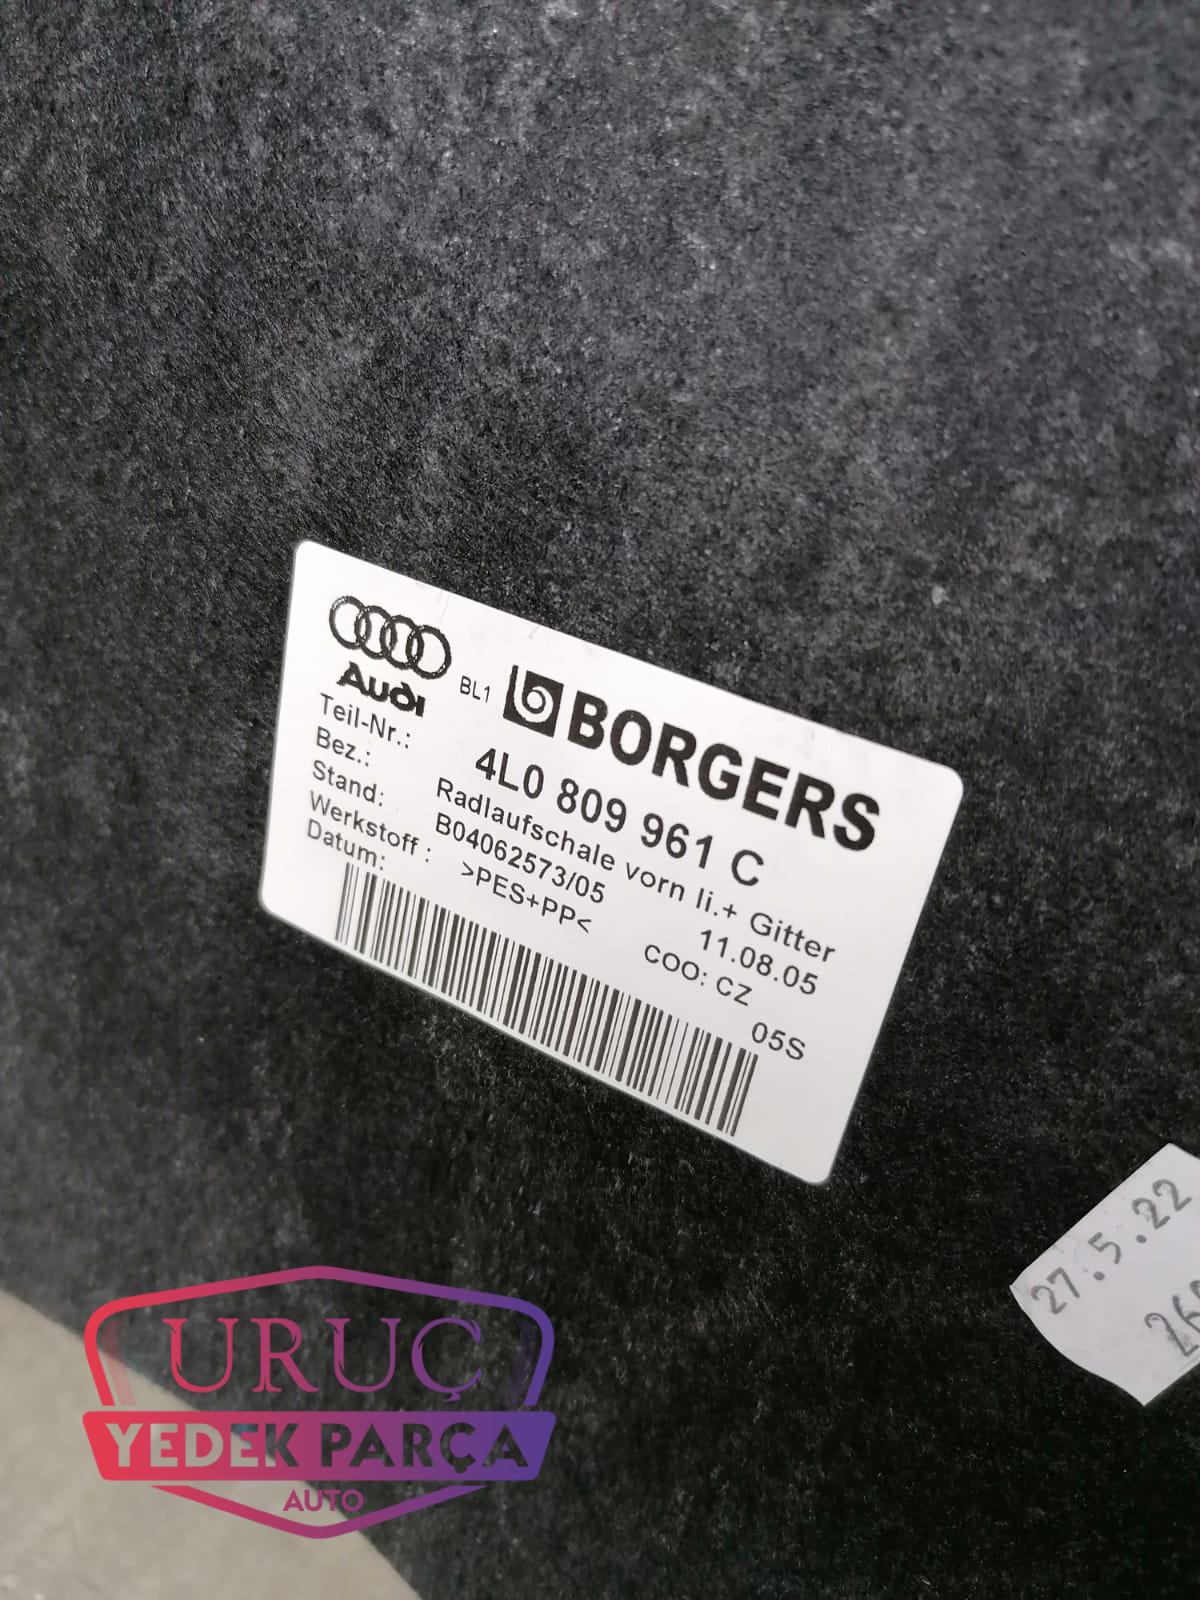 Audi
BL1
BORGERS
Teil-Nr.: 4L0 809 961 C
Bez.: Radlaufschale vorn li.+ Gitter
Stand: B04062573/05 11.08.05
Werkstoff : >PES+PP< COO: CZ
Datum: 05S
27.5.22
URUÇ
YEDEK PARÇA
AUTO